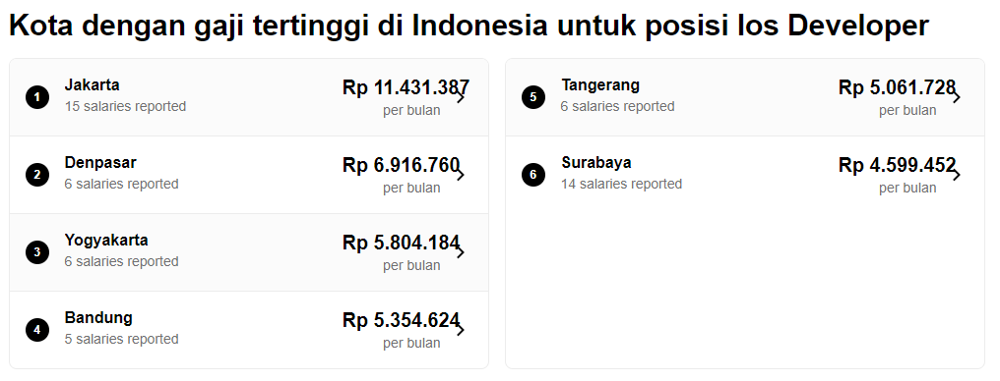 Kota dengan gaji tertinggi di Indonesia untuk posisi Ios Developer
1
Jakarta
15 salaries reported
Rp 11.431.387
per bulan
2
Denpasar
6 salaries reported
Rp 6.916.760
per bulan
3
Yogyakarta
6 salaries reported
Rp 5.804.184
per bulan
4
Bandung
5 salaries reported
Rp 5.354.624
per bulan
5
Tangerang
6 salaries reported
Rp 5.061.728
per bulan
6
Surabaya
14 salaries reported
Rp 4.599.452
per bulan